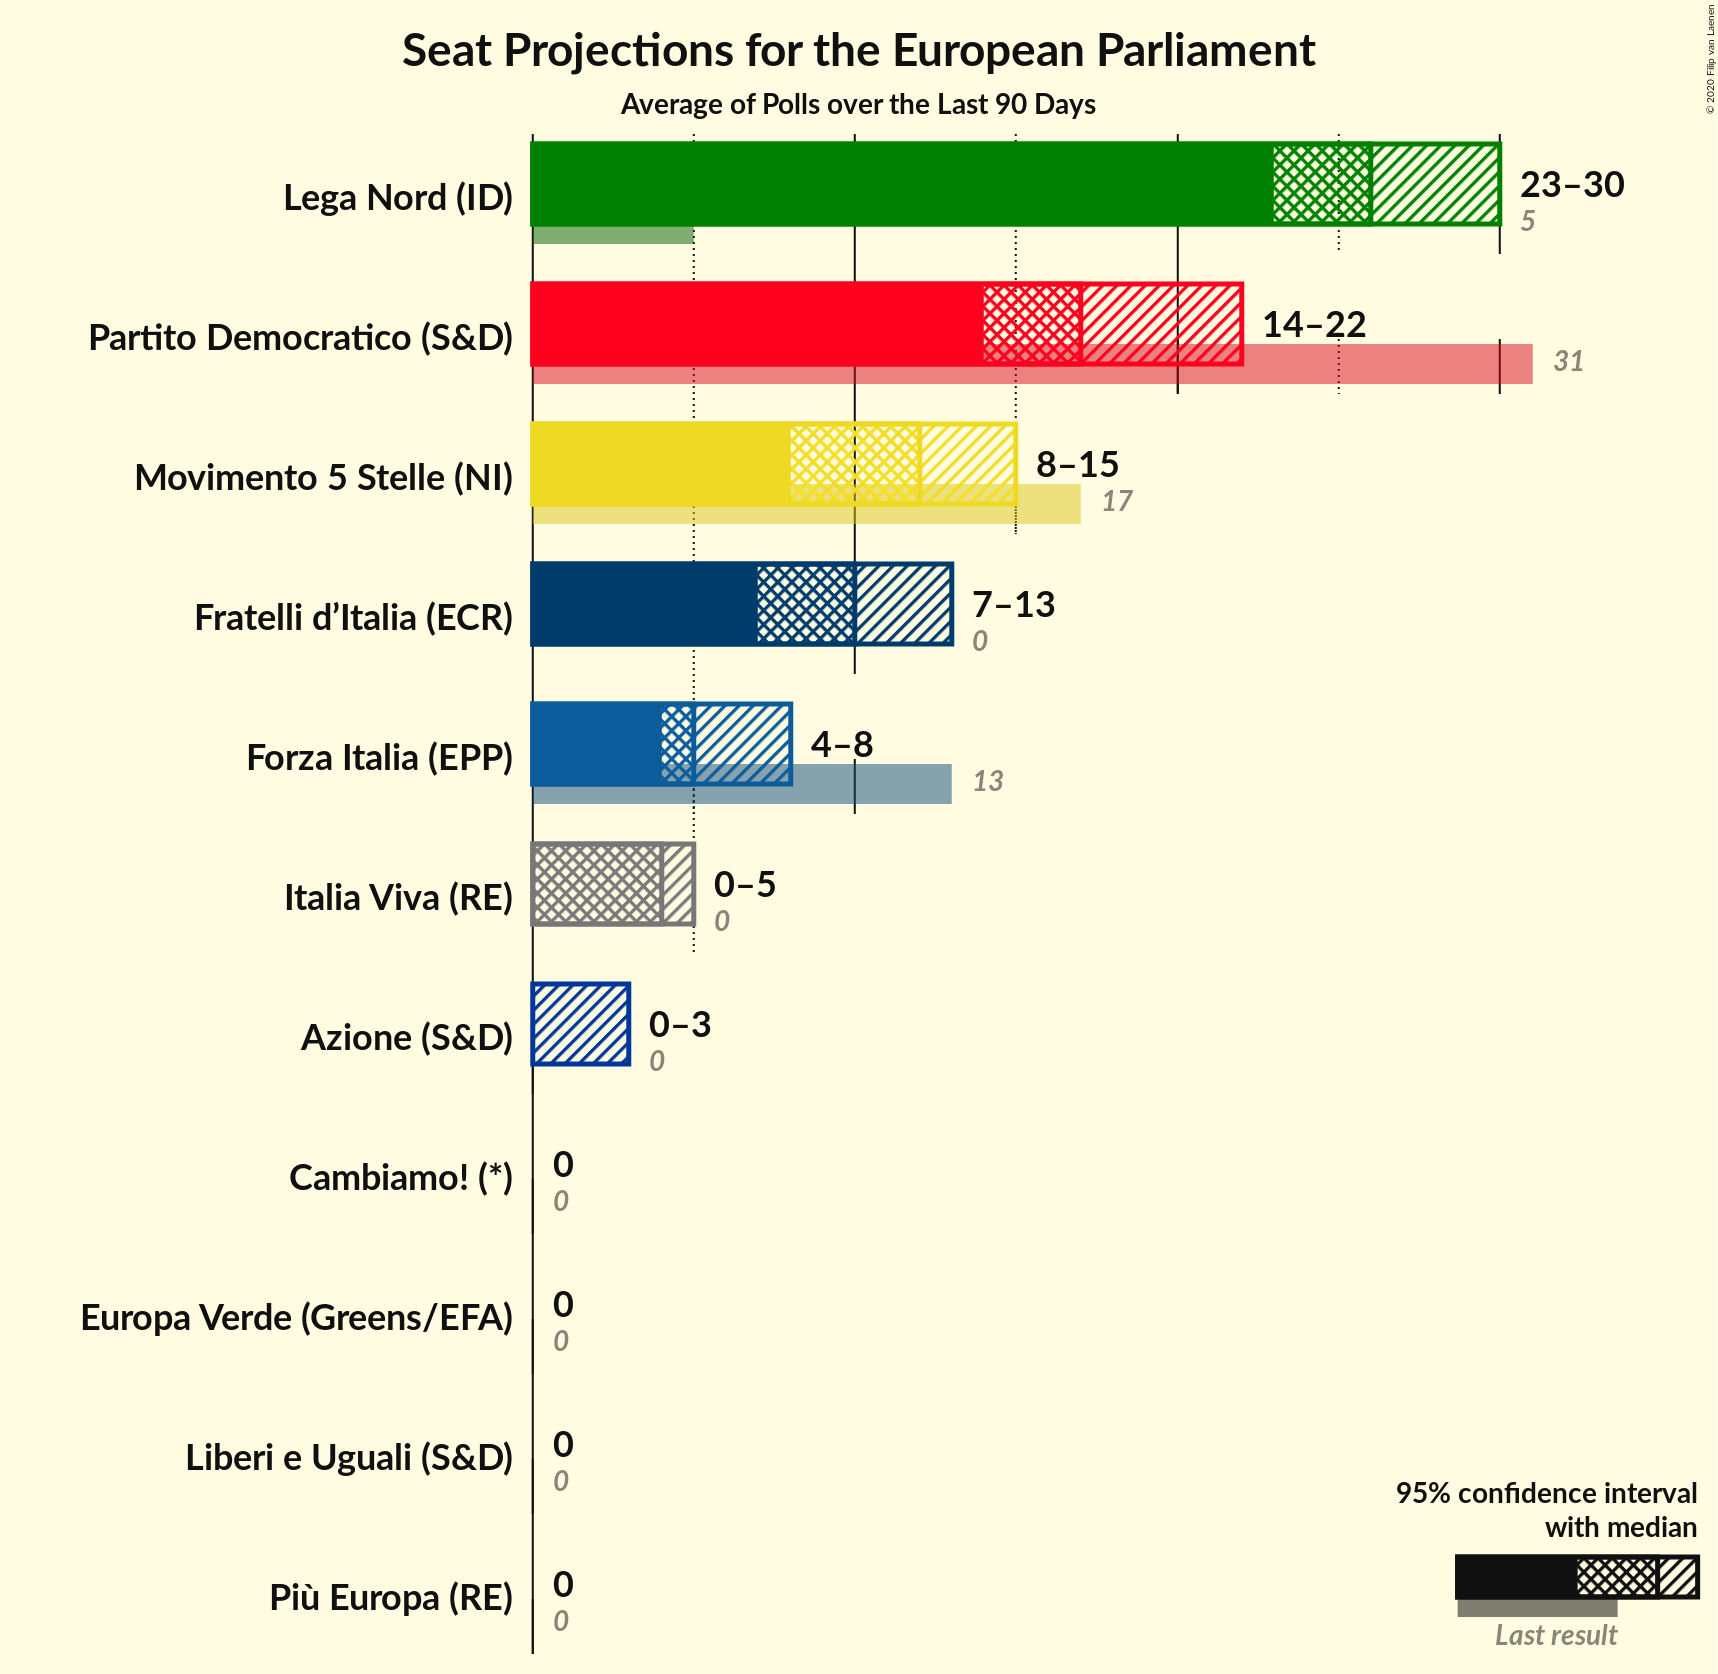 Seat Projections for the European Parliament
Average of Polls over the Last 90 Days
© 2020 Filip van Laenen
Lega Nord (ID)
23–30
5
Partito Democratico (S&D)
14–22
31
Movimento 5 Stelle (NI)
8–15
17
Fratelli d’Italia (ECR)
7–13
0
Forza Italia (EPP)
4–8
13
Italia Viva (RE)
0–5
0
Azione (S&D)
0–3
0
Cambiamo! (*)
0
0
Europa Verde (Greens/EFA)
0
0
Liberi e Uguali (S&D)
0
0
Più Europa (RE)
0
0
95% confidence interval
with median
Last result